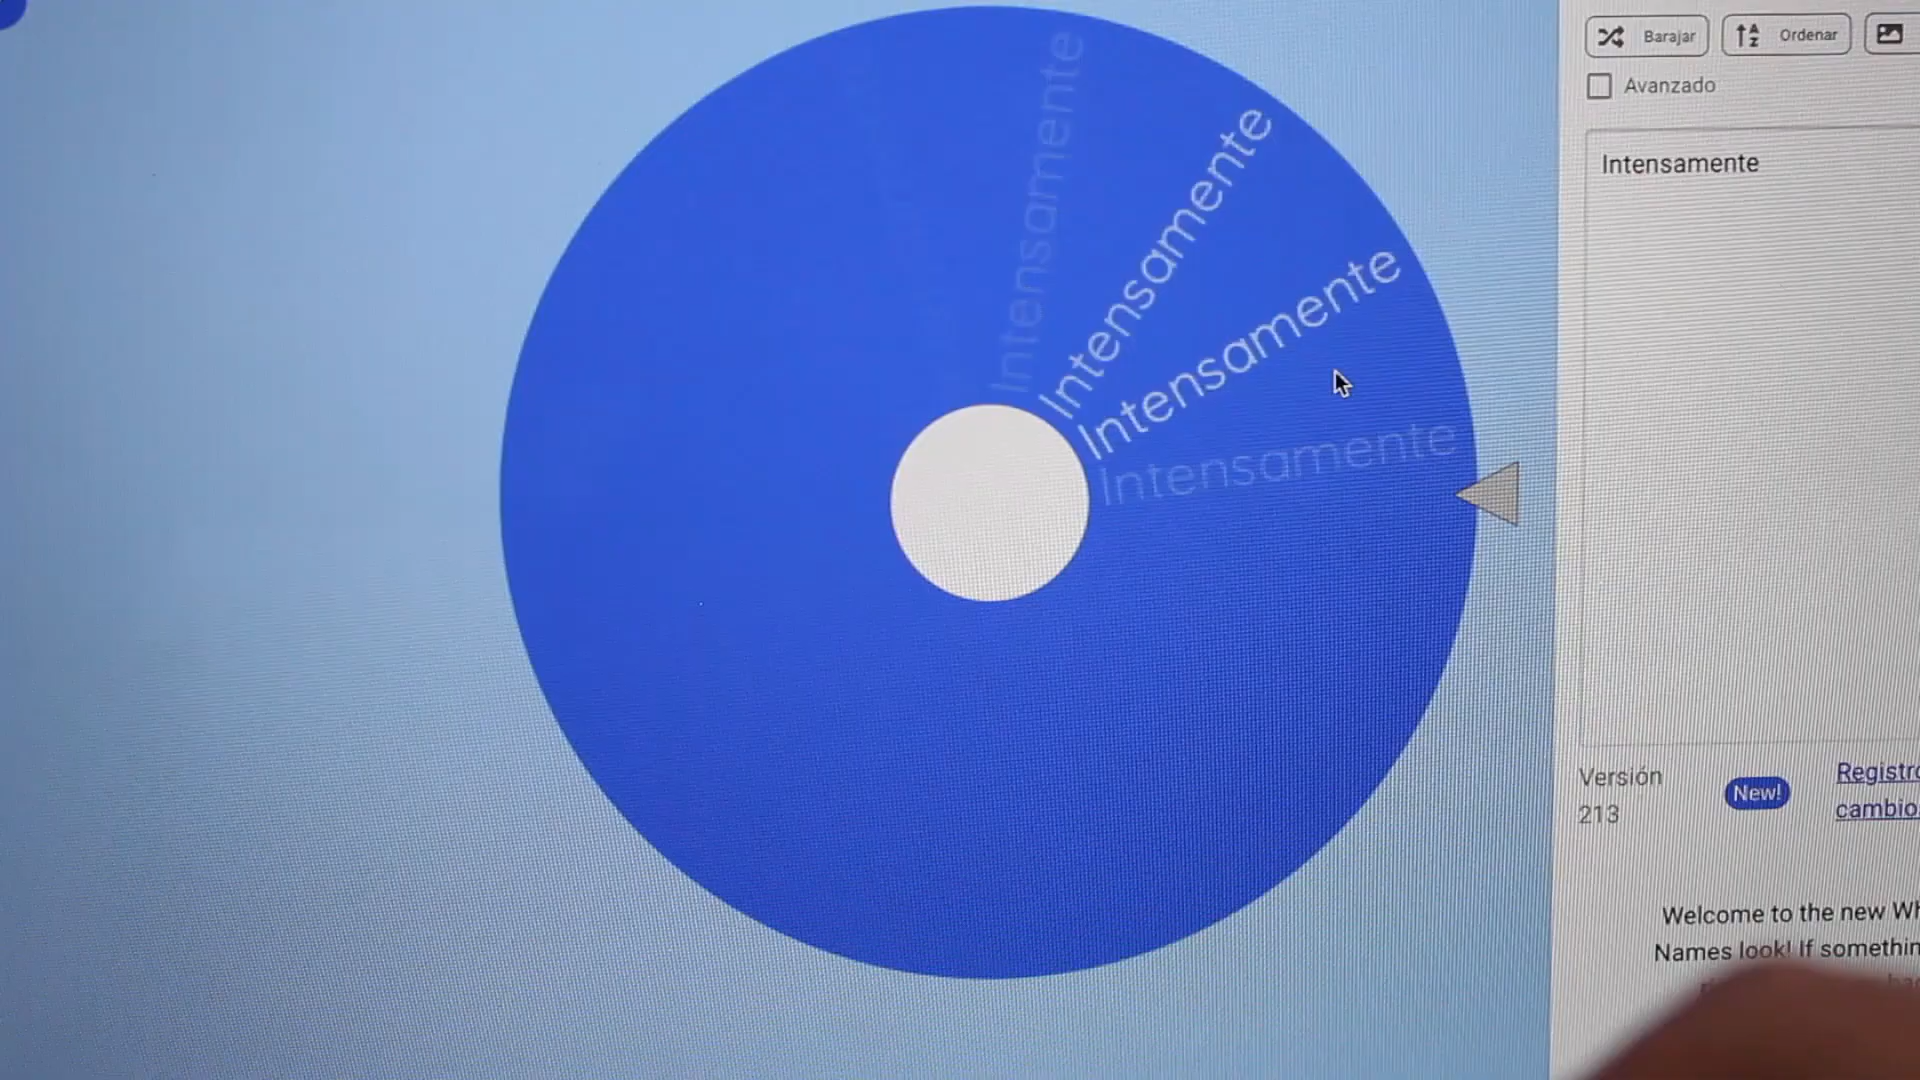 Barajar
Ordenar
Avanzado
Intensamente
Intensamente
Intensamente
Intensamente
Intensamente
Versión
213
New!
Welcome to the new
Names look! If